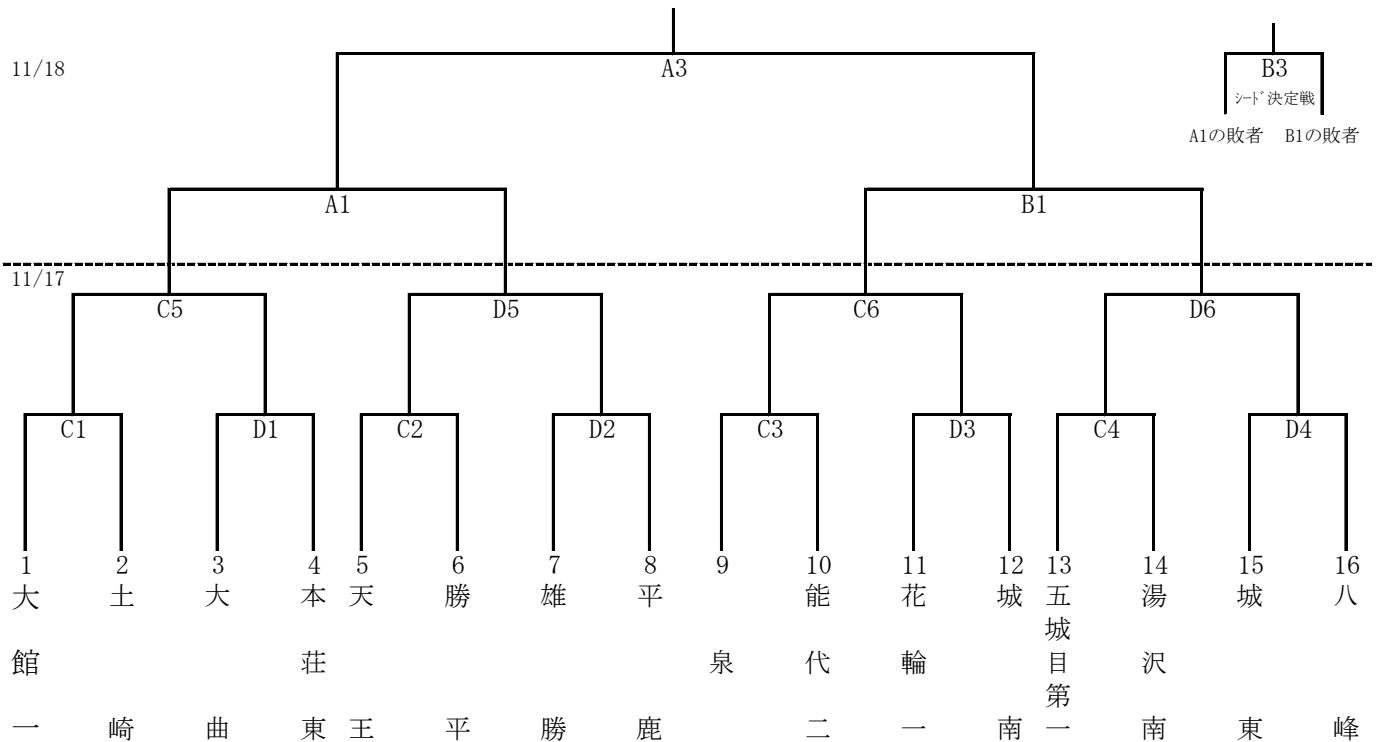 11/18
A3
B3
ｼｰﾄﾞ決定戦
A1の敗者 B1の敗者
A1
B1
11/17
C5
D5
C6
D6
C1
D1
C2
D2
C3
D3
C4
D4
1
2
3
4
5
6
7
8
9
10
11
12
13
14
15
16
大館一
土崎
大曲
本荘東
天王
勝平
雄勝
平鹿
泉
能代二
花輪一
城南
五城目第一
湯沢南
城東
八峰